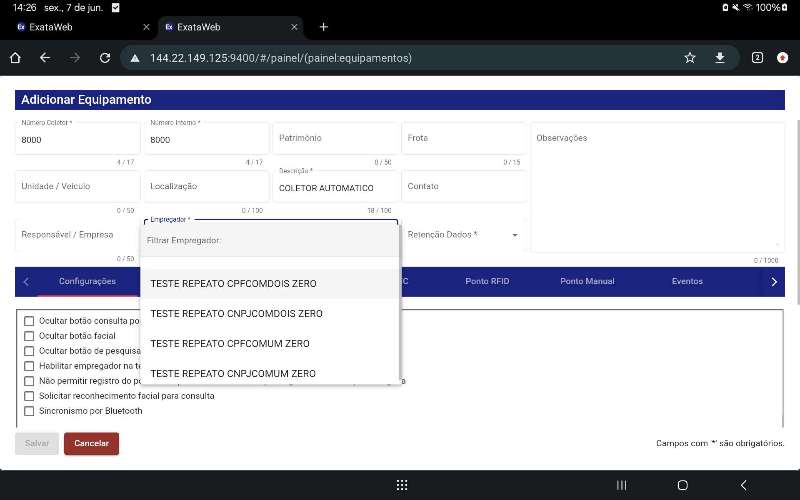 14:26 sex., 7 de jun.
100%
ExataWeb
ExataWeb
144.22.149.125:9400/#/painel/(painel:equipamentos)
2
Adicionar Equipamento
Número Coletor *
8000
4 / 17
Número Interno *
8000
4 / 17
Patrimônio
0 / 50
Frota
0 / 15
Observações
0 / 1000
Unidade / Veículo
0 / 50
Localização
0 / 100
Descrição *
COLETOR AUTOMATICO
18 / 100
Contato
Responsável / Empresa
0 / 50
Empregador *
Filtrar Empregador:
TESTE REPEATO CPFCOMDOIS ZERO
TESTE REPEATO CNPJCOMDOIS ZERO
TESTE REPEATO CPFCOMUM ZERO
TESTE REPEATO CNPJCOMUM ZERO
Retenção Dados *
Configurações
C
Ponto RFID
Ponto Manual
Eventos
Ocultar botão consulta po
Ocultar botão facial
Ocultar botão de pesquisa
Habilitar empregador na te
Não permitir registro do po
Solicitar reconhecimento facial para consulta
Sincronismo por Bluetooth
Salvar
Cancelar
Campos com '*' são obrigatórios.